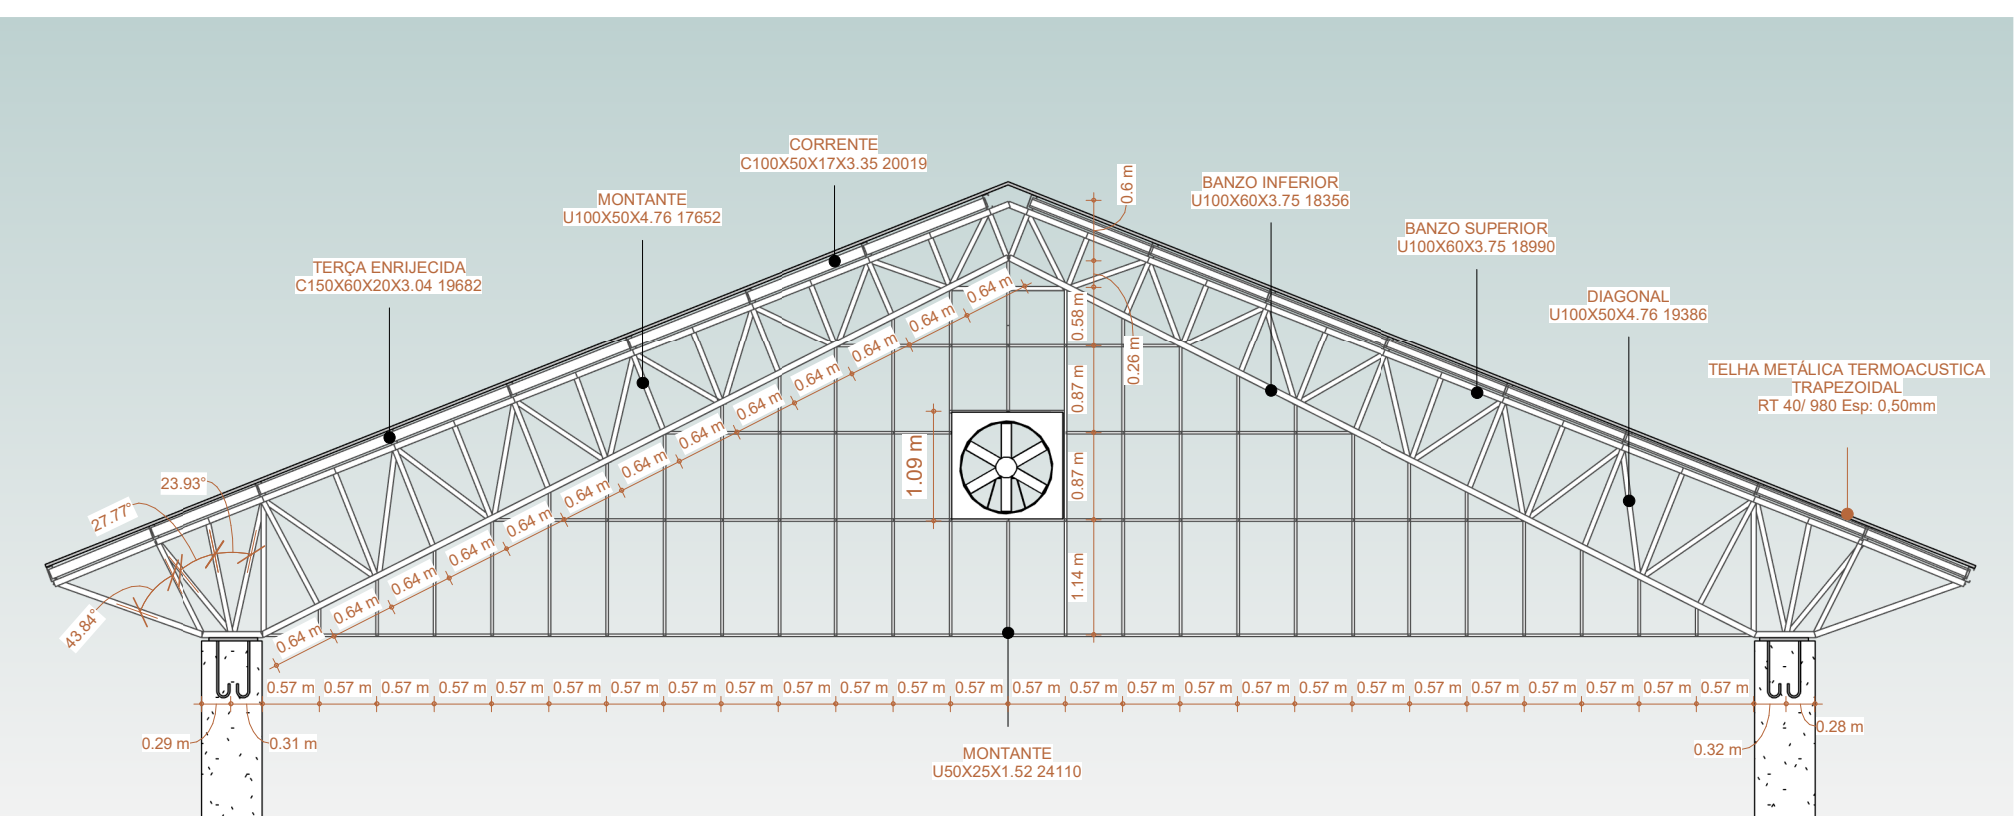 CORRENTE
C100X50X17X3.35 20019
MONTANTE
U100X50X4.76 17652
TERÇA ENRIJECIDA
C150X60X20X3.04 19682
0.6 m
BANZO INFERIOR
U100X60X3.75 18356
BANZO SUPERIOR
U100X60X3.75 18990
DIAGONAL
U100X50X4.76 19386
TELHA METÁLICA TERMOACUSTICA
TRAPEZOIDAL
RT 40/ 980 Esp: 0,50mm
23.93°
27.77°
43.84°
0.64 m
0.64 m
0.64 m
0.64 m
0.64 m
0.64 m
0.64 m
0.64 m
0.64 m
0.64 m
0.64 m
0.64 m
0.64 m
1.09 m
0.58 m
0.26 m
0.87 m
0.87 m
1.14 m
0.57 m 0.57 m 0.57 m 0.57 m 0.57 m 0.57 m 0.57 m 0.57 m 0.57 m 0.57 m 0.57 m 0.57 m 0.57 m 0.57 m 0.57 m 0.57 m 0.57 m 0.57 m 0.57 m 0.57 m 0.57 m 0.57 m 0.57 m 0.57 m 0.57 m 0.57 m
0.29 m
0.31 m
0.32 m
0.28 m
MONTANTE
U50X25X1.52 24110